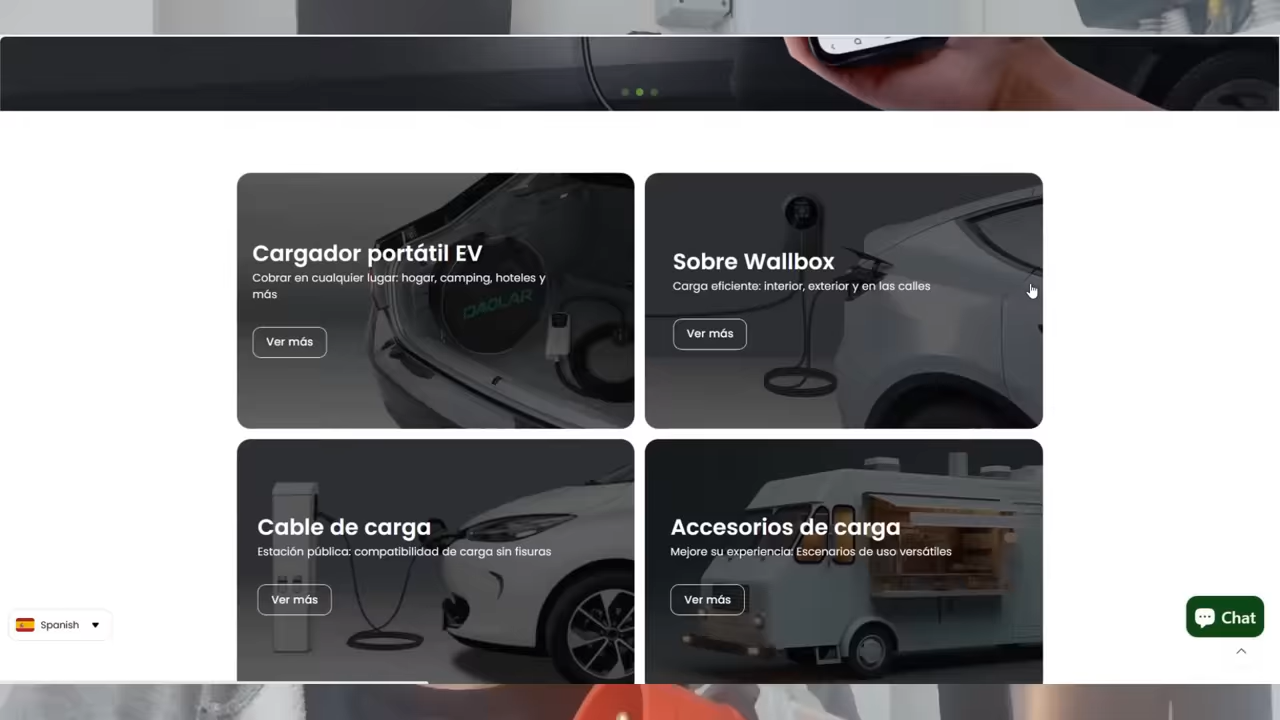 Cargador portátil EV
Cobrar en cualquier lugar: hogar, camping, hoteles y
más
DAOLAR
Ver más
Sobre Wallbox
Carga eficiente: interior, exterior y en las calles
Ver más
Cable de carga
Estación pública: compatibilidad de carga sin fisuras
Ver más
Accesorios de carga
Mejore su experiencia: Escenarios de uso versátiles
Ver más
Spanish
Chat